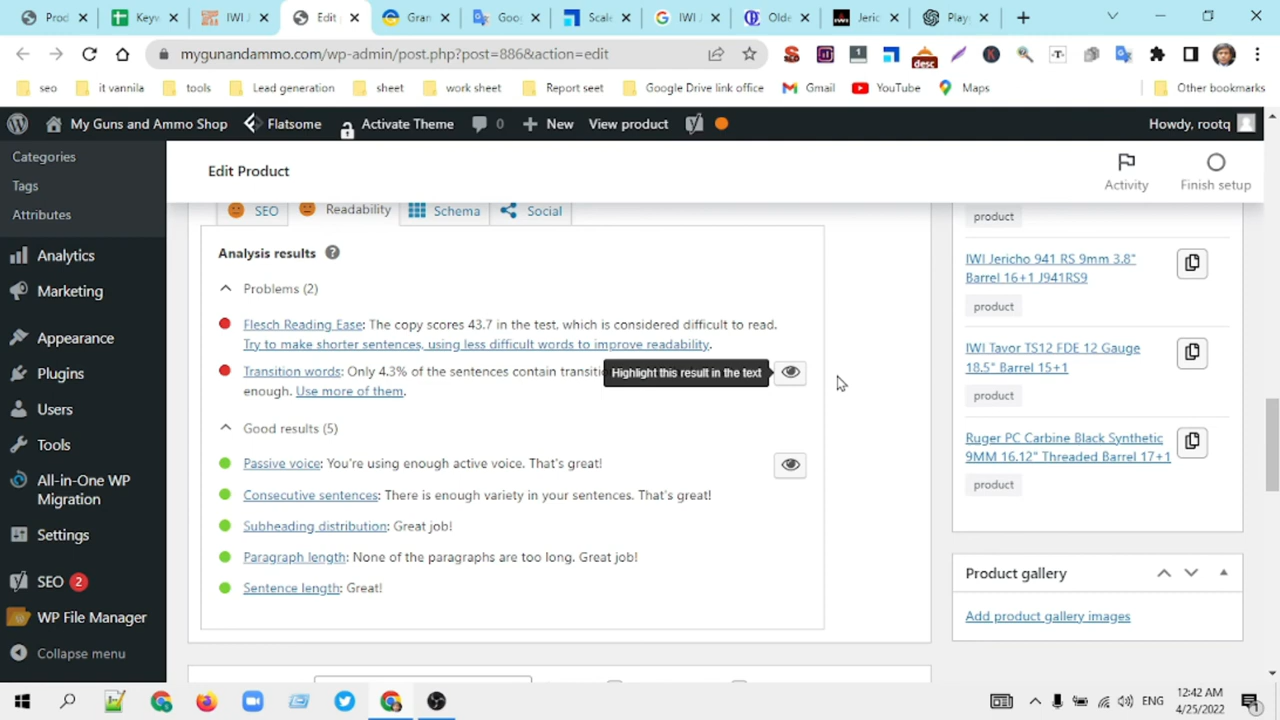 Prod
Keyw
IWI J
Edit
Gran
Goog
Scale
IWI J
Olde
Jeric
Play
mygunandammo.com/wp-admin/post.php?post=886&action=edit
desc
seo
it vannila
tools
Lead generation
sheet
work sheet
Report seet
Google Drive link office
Gmail
YouTube
Maps
Other bookmarks
My Guns and Ammo Shop
Flatsome
Activate Theme
0
New
View product
Howdy, rootq
Categories
Tags
Attributes
Analytics
Marketing
Appearance
Plugins
Users
Tools
All-in-One WP
Migration
Settings
SEO 2
WP File Manager
Collapse menu
Edit Product
Activity
Finish setup
SEO
Readability
Schema
Social
Analysis results
Problems (2)
Flesch Reading Ease: The copy scores 43.7 in the test, which is considered difficult to read.
Try to make shorter sentences, using less difficult words to improve readability.
Transition words: Only 4.3% of the sentences contain
Highlight this result in the text
enough. Use more of them.
Good results (5)
Passive voice: You're using enough active voice. That's great!
Consecutive sentences: There is enough variety in your sentences. That's great!
Subheading distribution: Great job!
Paragraph length: None of the paragraphs are too long. Great job!
Sentence length: Great!
product
IWI Jericho 941 RS 9mm 3.8"
Barrel 16+1 J941RS9
product
IWI Tavor TS12 FDE 12 Gauge
18.5" Barrel 15+1
product
Ruger PC Carbine Black Synthetic
9MM 16.12" Threaded Barrel 17+1
product
Product gallery
Add product gallery images
ENG
12:42 AM
4/25/2022
1